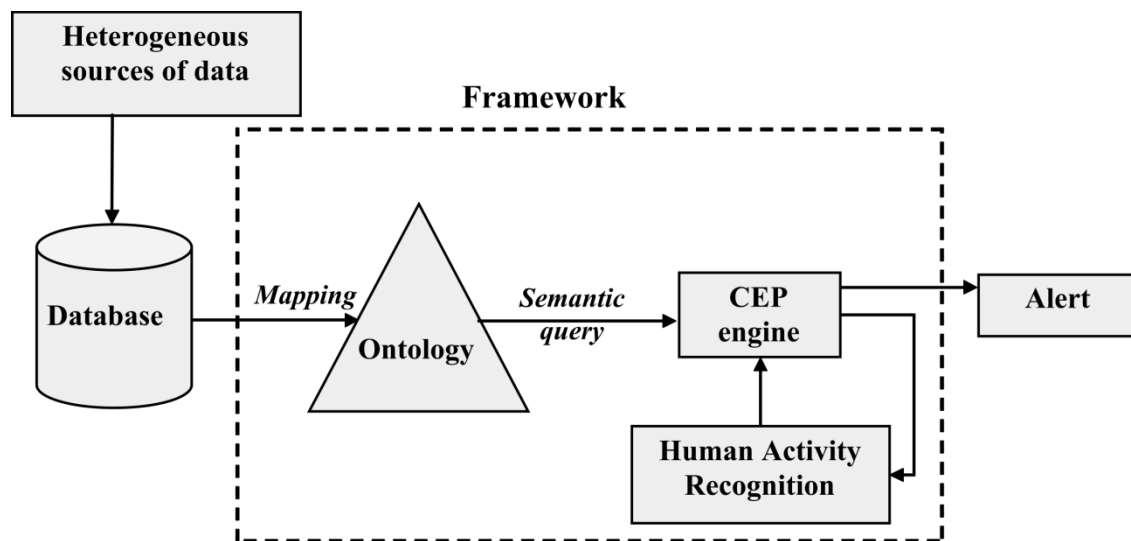 Heterogeneous
sources of data
Framework
Database
Mapping
Ontology
Semantic
query
CEP
engine
Alert
Human Activity
Recognition